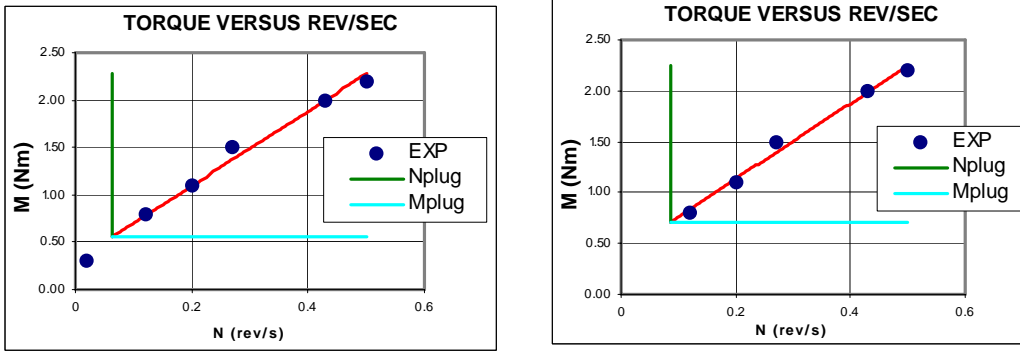 TORQUE VERSUS REV/SEC
2.50
2.00
1.50
1.00
0.50
0.00
M (Nm)
0
0.2
0.4
0.6
N (rev/s)
EXP
Nplug
Mplug
TORQUE VERSUS REV/SEC
2.50
2.00
1.50
1.00
0.50
0.00
M (Nm)
0
0.2
0.4
0.6
N (rev/s)
EXP
Nplug
Mplug